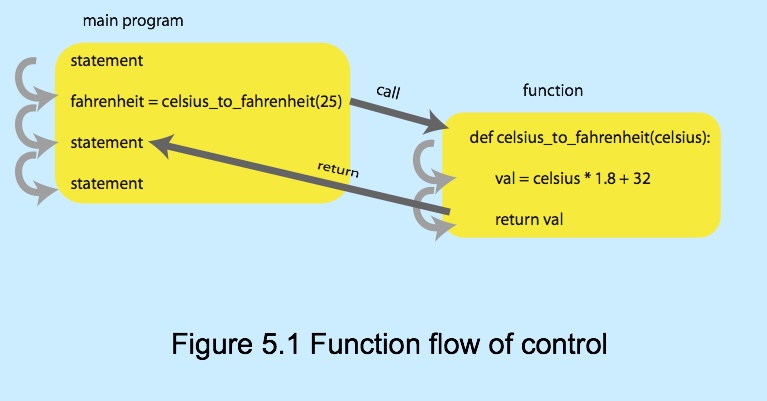 main program
statement
fahrenheit = celsius_to_fahrenheit(25)
statement
statement
call
return
function
def celsius_to_fahrenheit(celsius):
val = celsius * 1.8 + 32
return val
Figure 5.1 Function flow of control